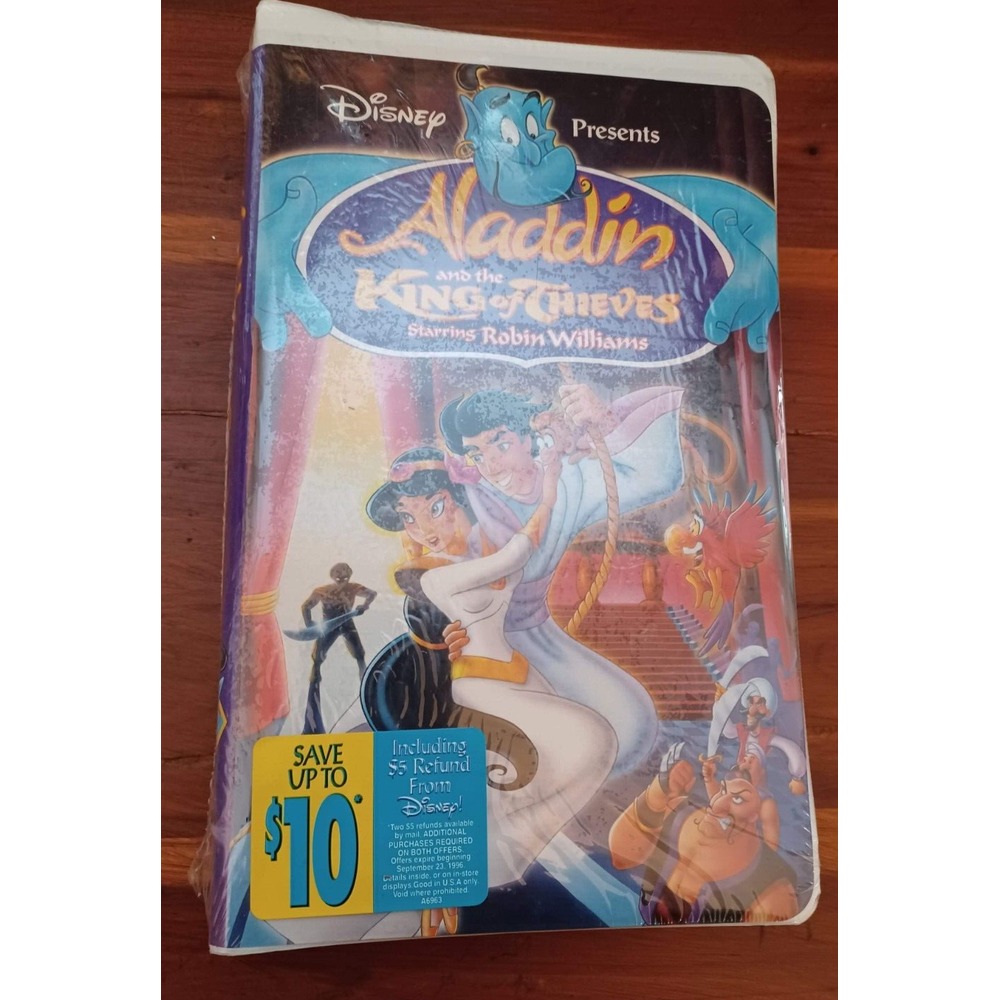 Disney
Presents
Aladdin
and the
King of Thieves
Starring Robin Williams
SAVE
UP TO
$10*
Including
$5 Refund
From
Disney!
*Two $5 refunds available
by mail. ADDITIONAL
PURCHASES REQUIRED
ON BOTH OFFERS.
Offers expire beginning
September 23, 1996.
Details inside, or on in-store
displays. Good in U.S.A. only.
Void where prohibited.
A6963